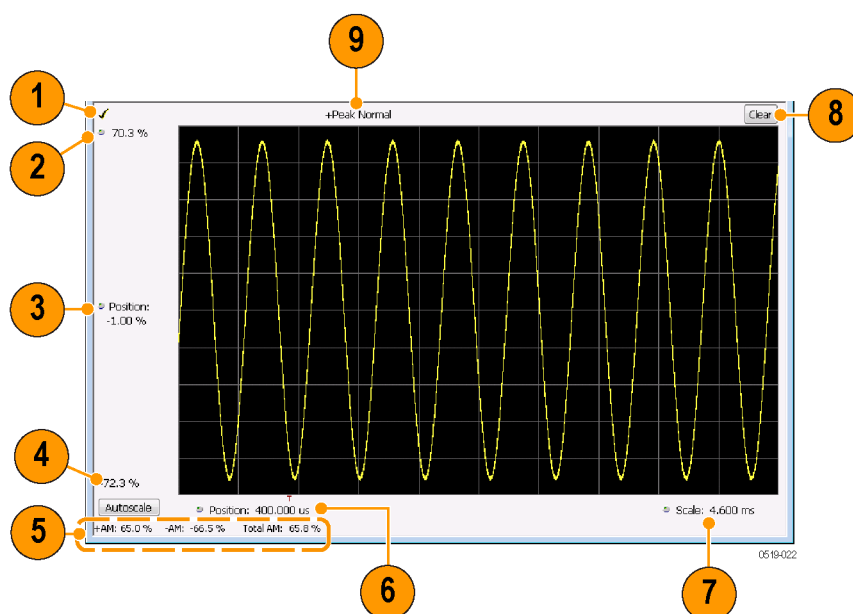 9
1
+Peak Normal
Clear
8
2
70.3 %
3
Position:
-1.00 %
4
-72.3 %
T
Autoscale
Position: 400.000 us
Scale: 4.600 ms
5
+AM: 65.0 % -AM: -66.5 % Total AM: 65.8 %
0519-022
6
7